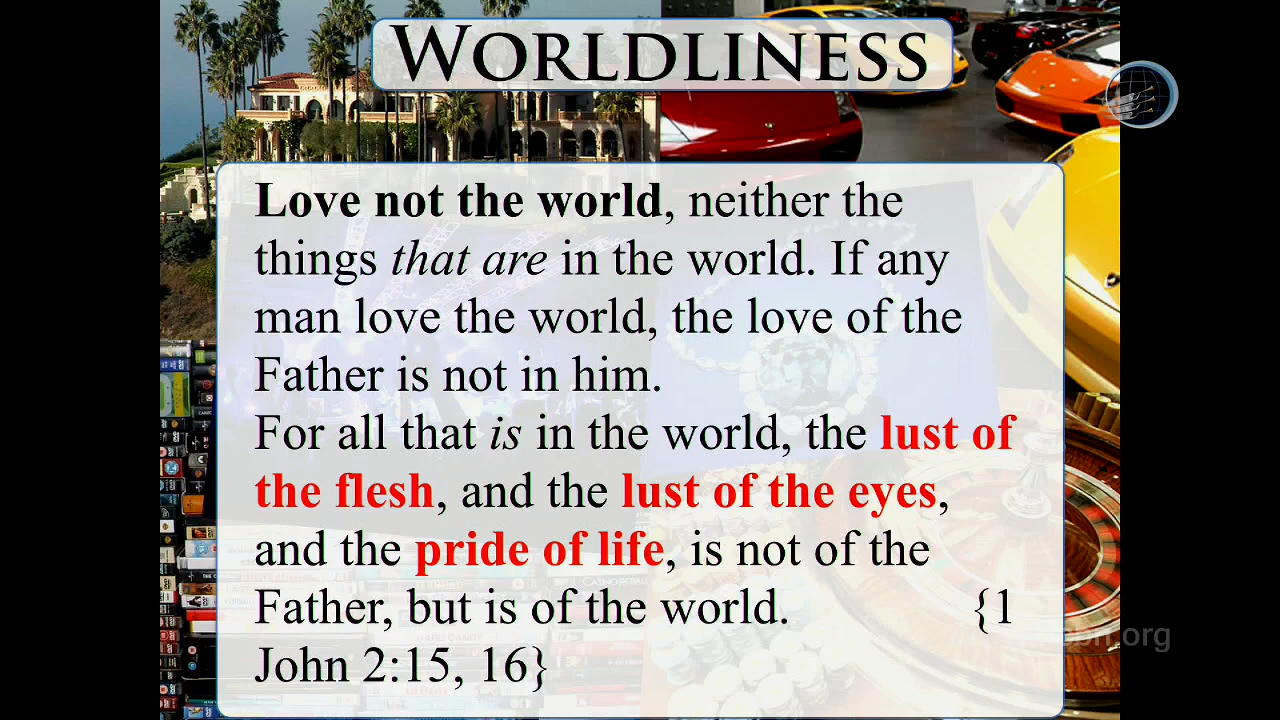 WORLDLINESS
Love not the world, neither the
things that are in the world. If any
man love the world, the love of the
Father is not in him.
For all that is in the world, the lust of
the flesh, and the lust of the eyes,
and the pride of life, is not of the
Father, but is of the world. {1
John 2:15, 16}
.org